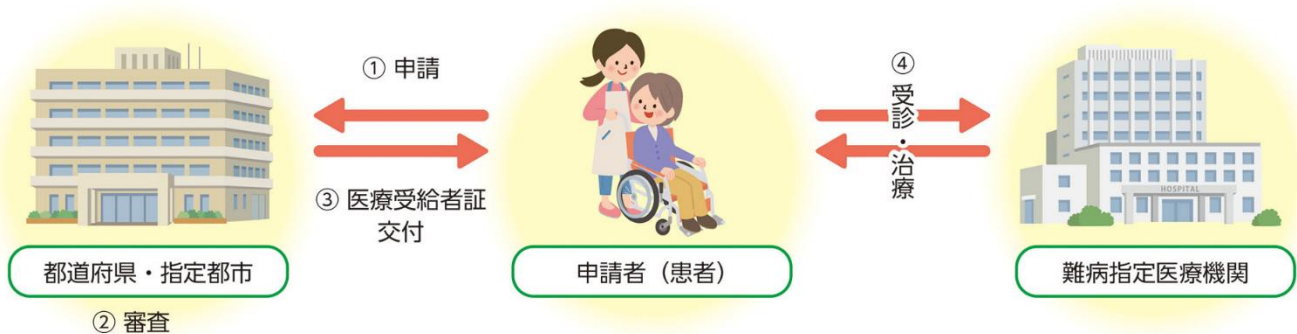 ① 申請
③ 医療受給者証
交付
④
受診・治療
HOSPITAL
都道府県・指定都市
申請者（患者）
難病指定医療機関
② 審査